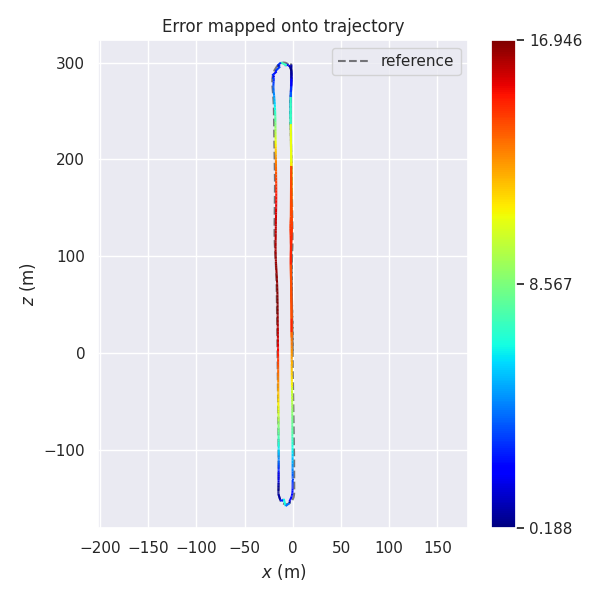 Error mapped onto trajectory
reference
300
200
100
0
−100
z (m)
−200 −150 −100 −50 0 50 100 150
x (m)
16.946
8.567
0.188